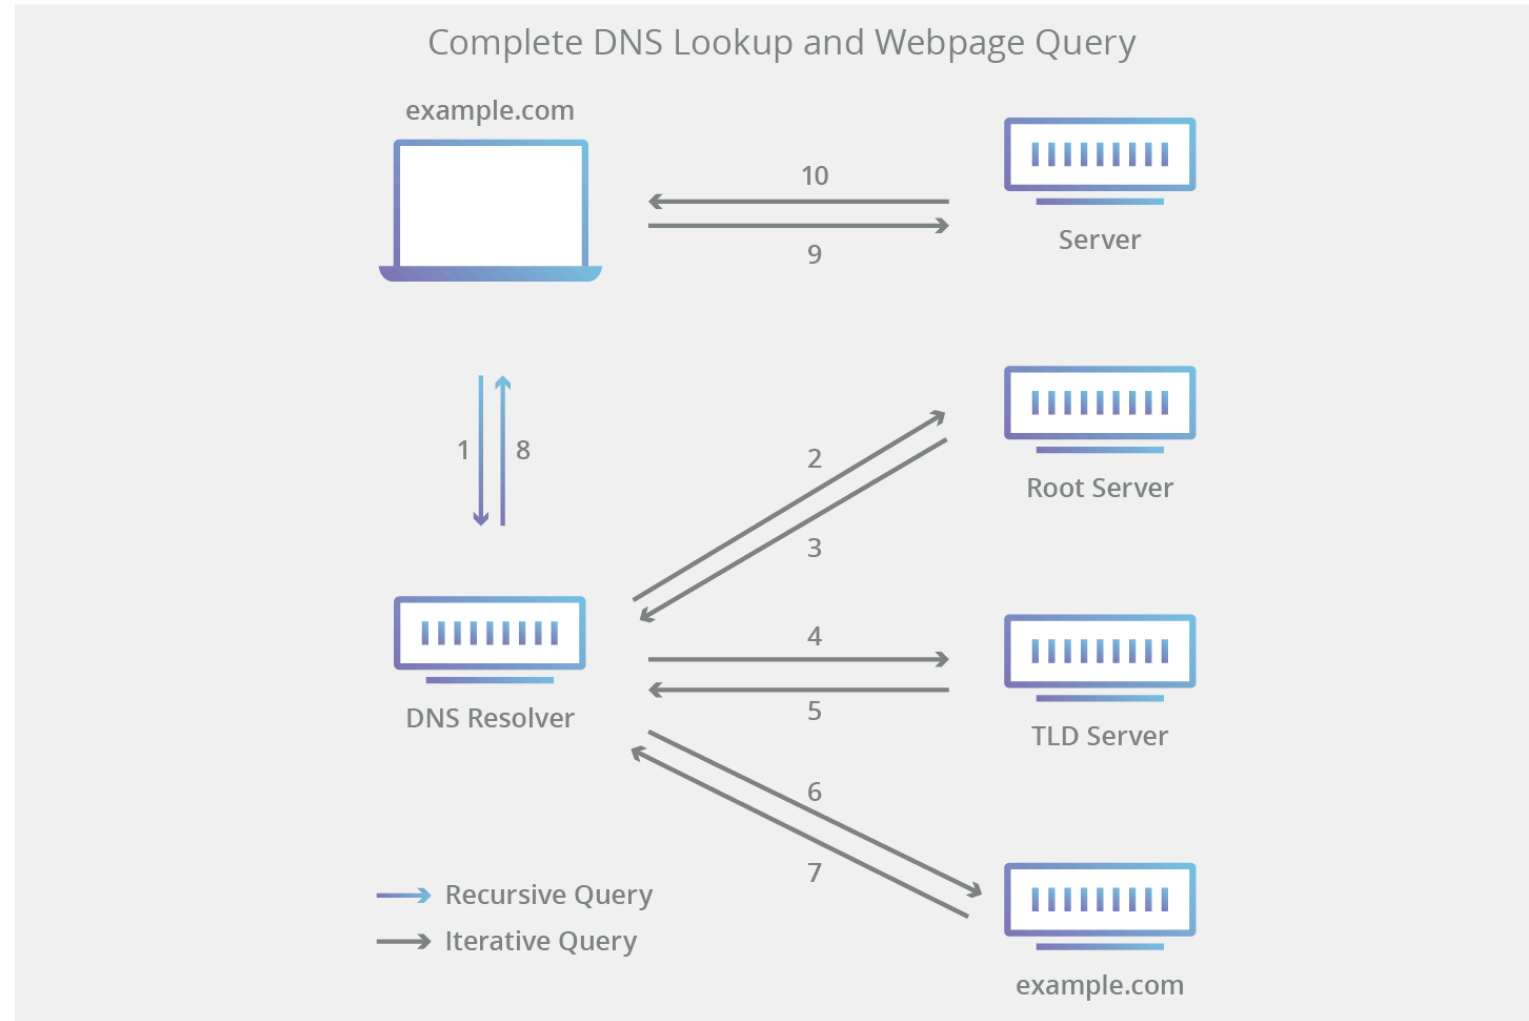 Complete DNS Lookup and Webpage Query
example.com
10
9
Server
1
8
2
3
Root Server
DNS Resolver
4
5
TLD Server
6
7
example.com
Recursive Query
Iterative Query